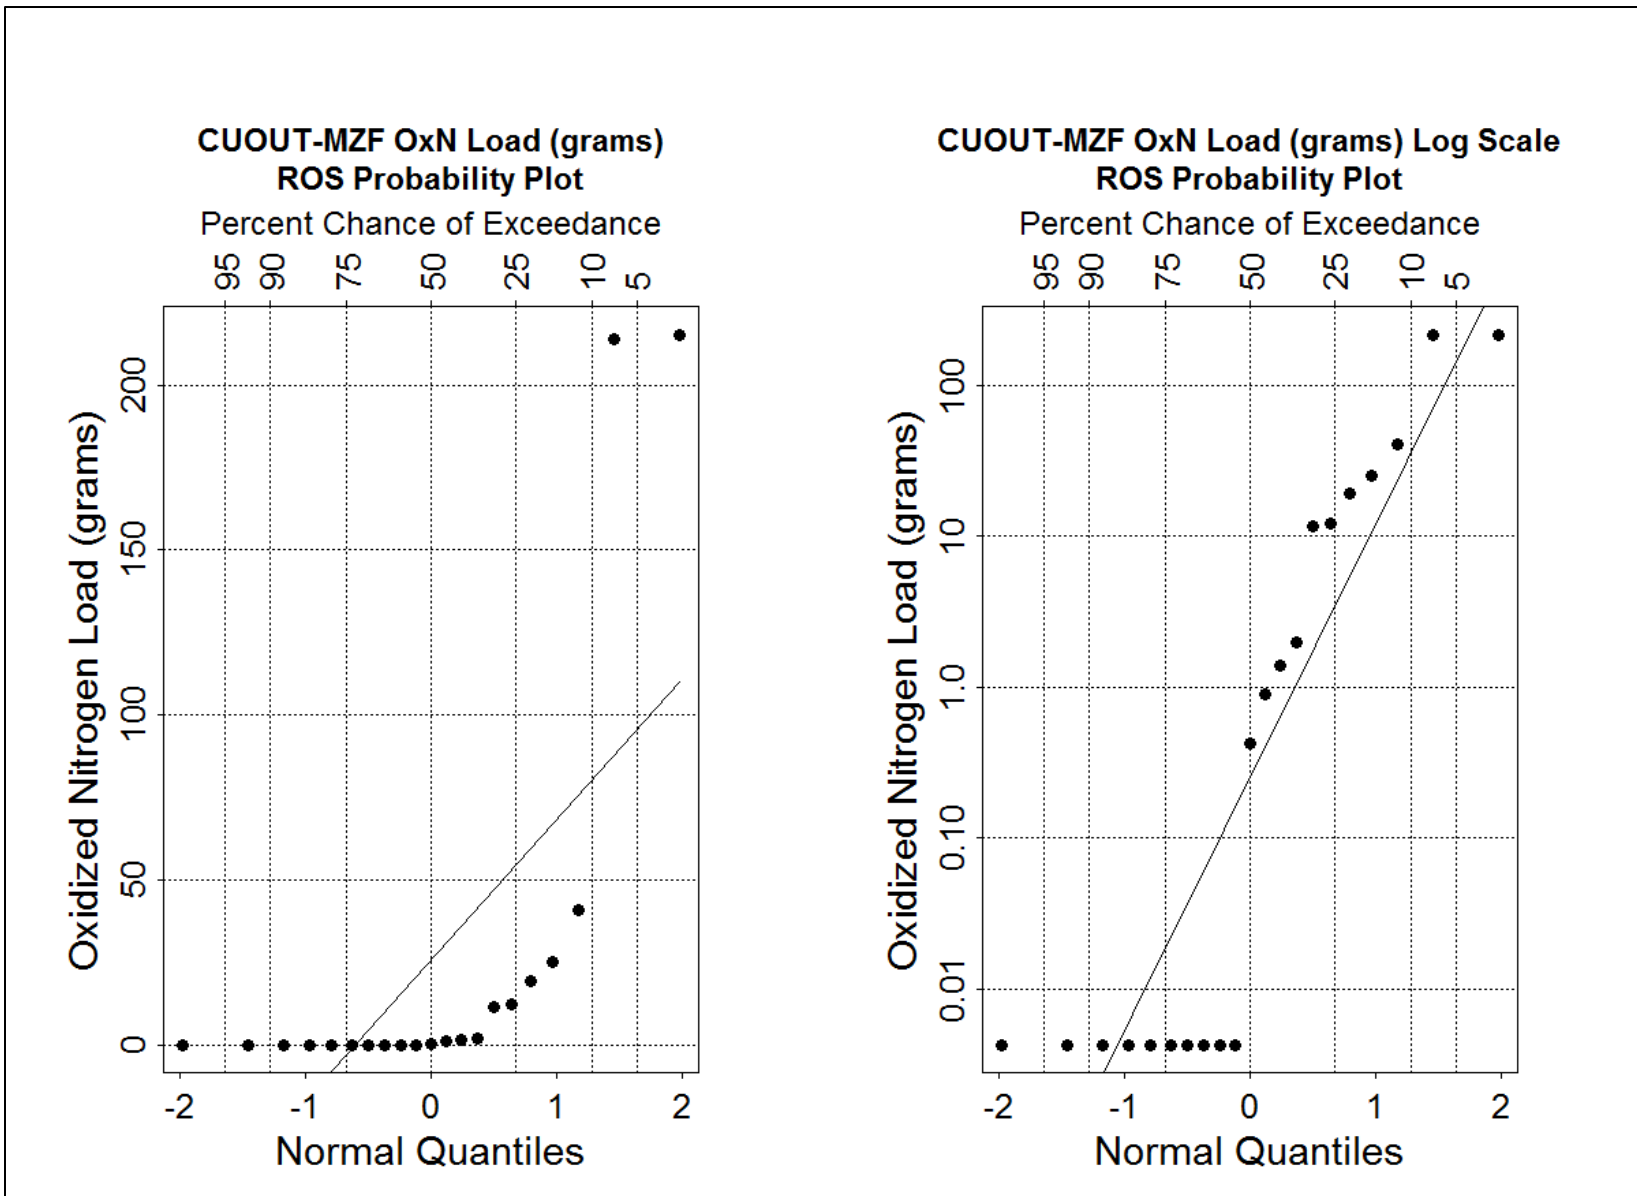 CUOUT-MZF OxN Load (grams)
ROS Probability Plot
Percent Chance of Exceedance
95 90 75 50 25 10 5
Oxidized Nitrogen Load (grams)
200
150
100
50
0
-2 -1 0 1 2
Normal Quantiles
CUOUT-MZF OxN Load (grams) Log Scale
ROS Probability Plot
Percent Chance of Exceedance
95 90 75 50 25 10 5
Oxidized Nitrogen Load (grams)
100
10
1.0
0.10
0.01
-2 -1 0 1 2
Normal Quantiles